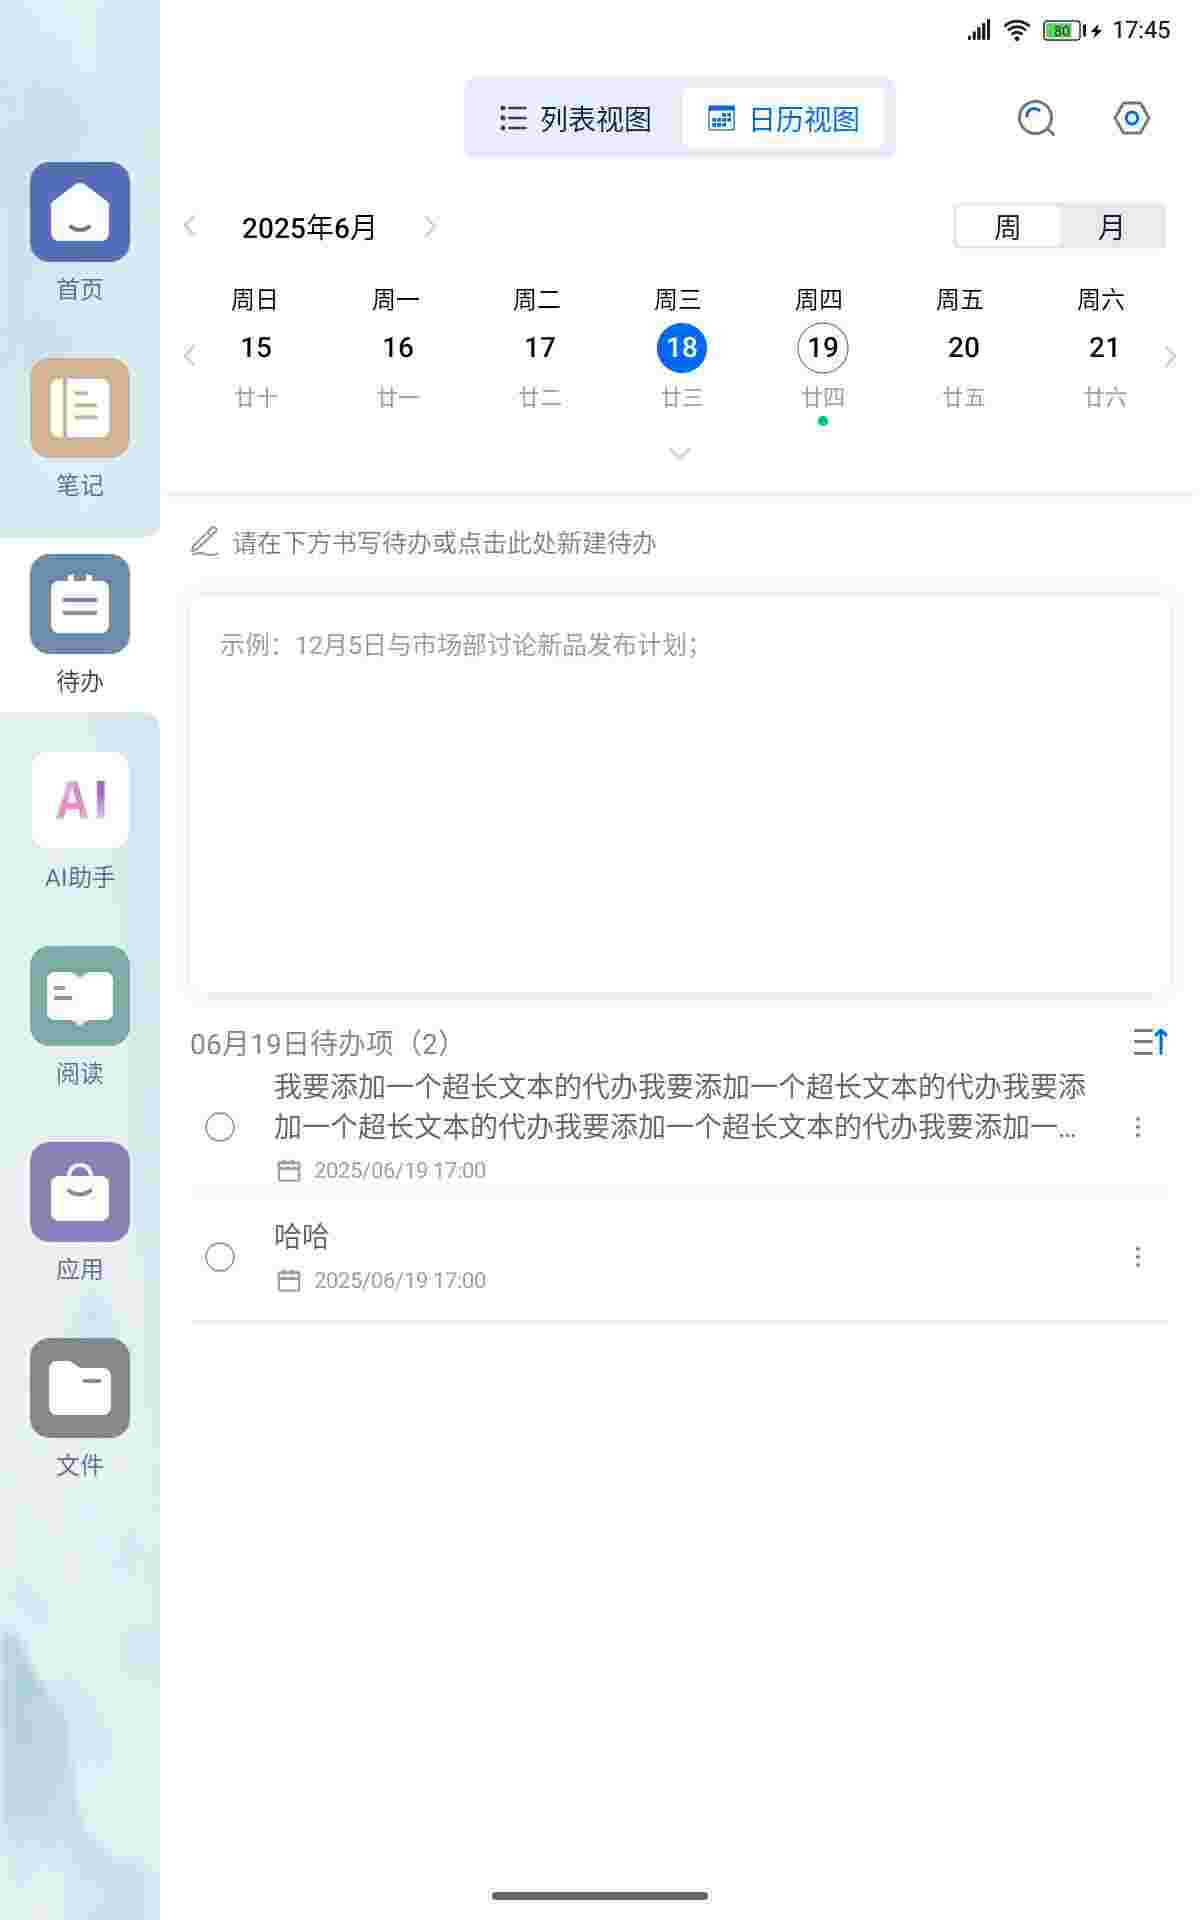 80 17:45
列表视图 日历视图
首页
笔记
待办
AI
AI助手
阅读
应用
文件
2025年6月
周 月
周日 周一 周二 周三 周四 周五 周六
15 16 17 18 19 20 21
廿十 廿一 廿二 廿三 廿四 廿五 廿六
请在下方书写待办或点击此处新建待办
示例：12月5日与市场部讨论新品发布计划；
06月19日待办项（2）
我要添加一个超长文本的代办我要添加一个超长文本的代办我要添
加一个超长文本的代办我要添加一个超长文本的代办我要添加一...
2025/06/19 17:00
哈哈
2025/06/19 17:00